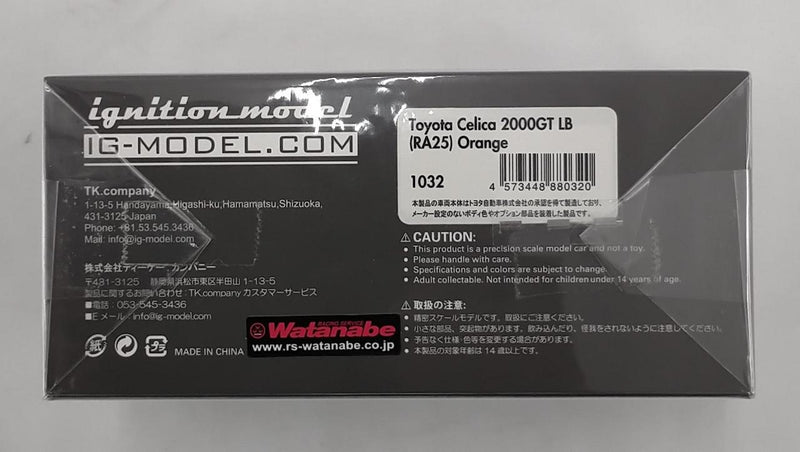 ignition model
IG-MODEL.COM
TK.company
1-13-5 Handayama,Higashi-ku,Hamamatsu,Shizuoka,
431-3125-Japan
Phone: +81.53.545.3436
Mail: info@ig-model.com
株式会社ティーケー カンパニー
〒431-3125 静岡県浜松市東区半田山 1-13-5
製品に関するお問い合わせ : TK.company カスタマーサービス
■電話 : 053-545-3436
■Eメール : info@ig-model.com
紙
プラ
MADE IN CHINA
RACING SERVICE
Watanabe
www.rs-watanabe.co.jp
Toyota Celica 2000GT LB
(RA25) Orange
1032
4 573448 880320
本製品の車両本体はトヨタ自動車株式会社の承認を得て製造しており、
メーカー設定のないボディ色やオプション部品を装着した製品です。
⚠CAUTION:
• This product is a precision scale model car and not a toy.
• Please handle with care.
• Specifications and colors are subject to change.
• Adult collectable. Not intended for children under 14 years of age.
⚠取扱の注意:
• 精密スケールモデルです。取扱にご注意ください。
• 小さな部品、突起物があります。飲み込んだり、怪我をされないように注意してください。
• 予告なく仕様・色等を変更する場合があります。
• 本製品の対象年齢は14歳以上です。